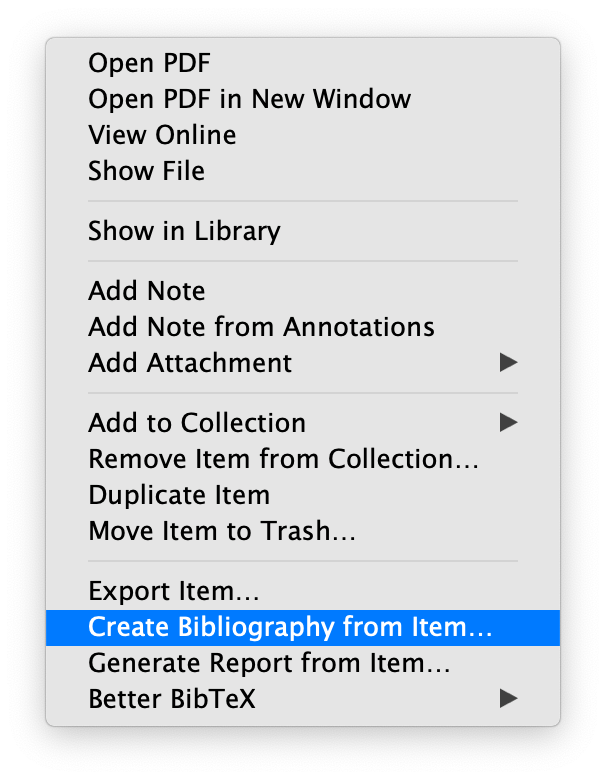 Open PDF
Open PDF in New Window
View Online
Show File
Show in Library
Add Note
Add Note from Annotations
Add Attachment
Add to Collection
Remove Item from Collection…
Duplicate Item
Move Item to Trash…
Export Item…
Create Bibliography from Item…
Generate Report from Item…
Better BibTeX